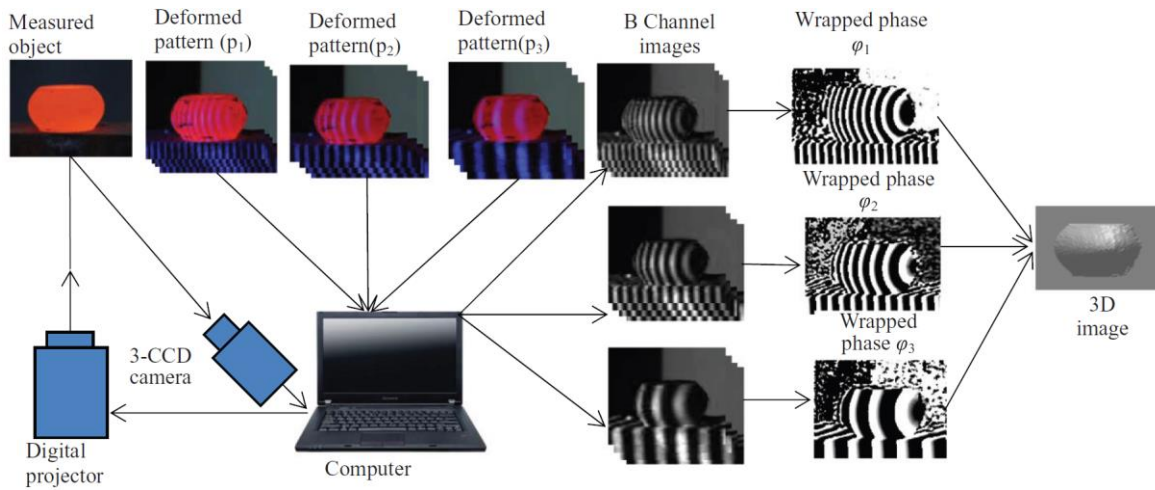 Measured
object
Deformed
pattern (p₁)
Deformed
pattern(p₂)
Deformed
pattern(p₃)
B Channel
images
Wrapped phase
φ₁
Wrapped phase
φ₂
Wrapped
phase φ₃
3D
image
3-CCD
camera
Digital
projector
Computer